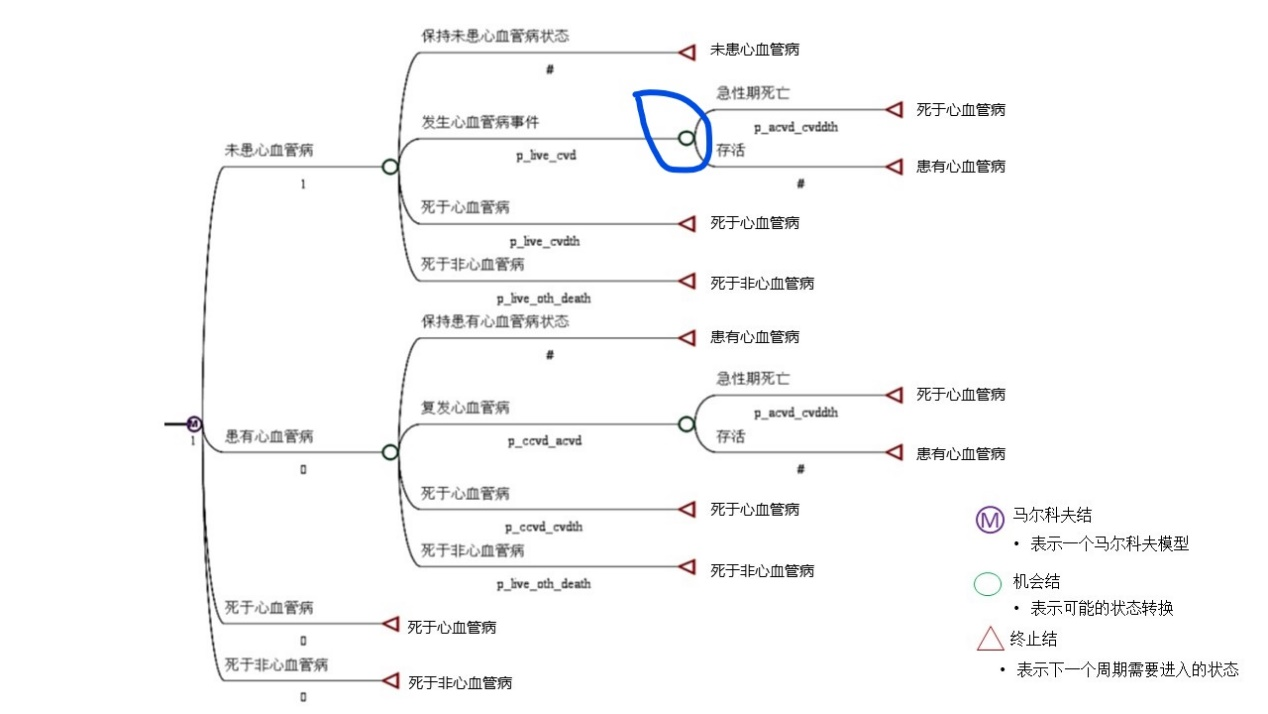 保持未患心血管病状态
#
未患心血管病
发生心血管病事件
p_live_cvd
急性期死亡
p_acvd_cvddth
死于心血管病
存活
#
患有心血管病
未患心血管病
1
死于心血管病
p_live_cvdth
死于心血管病
死于非心血管病
p_live_oth_death
死于非心血管病
保持患有心血管病状态
#
患有心血管病
M
1
患有心血管病
0
复发心血管病
p_ccvd_acvd
急性期死亡
p_acvd_cvddth
死于心血管病
存活
#
患有心血管病
死于心血管病
p_ccvd_cvdth
死于心血管病
死于非心血管病
p_live_oth_death
死于非心血管病
死于心血管病
0
死于心血管病
死于非心血管病
0
死于非心血管病
M 马尔科夫结
• 表示一个马尔科夫模型
机会结
• 表示可能的状态转换
终止结
• 表示下一个周期需要进入的状态